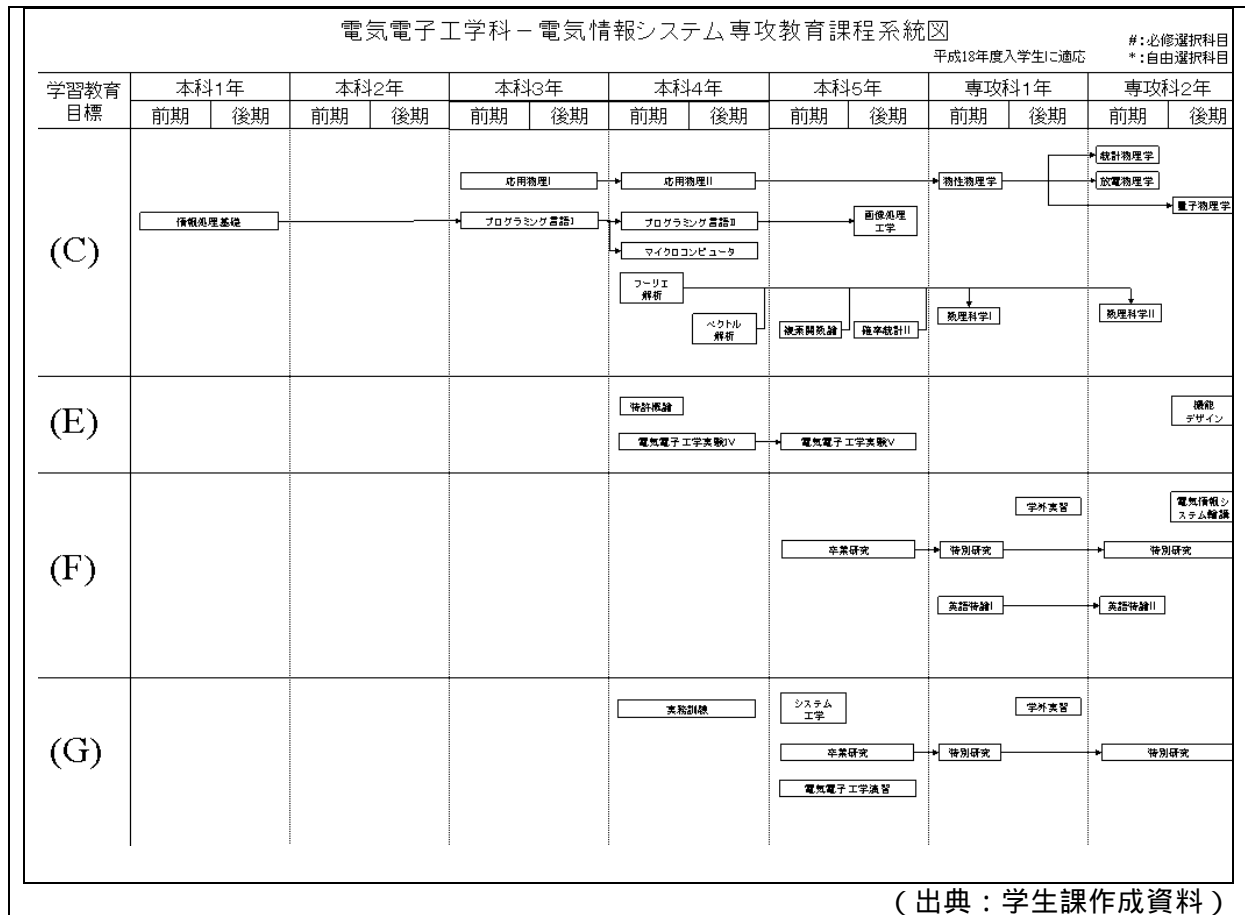 電気電子工学科－電気情報システム専攻教育課程系統図
平成18年度入学生に適応
#:必修選択科目
*:自由選択科目
学習教育
目標
本科1年 本科2年 本科3年 本科4年 本科5年 専攻科1年 専攻科2年
前期 後期 前期 後期 前期 後期 前期 後期 前期 後期 前期 後期 前期 後期
(C)
統計物理学
応用物理I 応用物理II 物性物理学 放電物理学
量子物理学
情報処理基礎 プログラミング言語I プログラミング言語II 画像処理
工学
マイクロコンピュータ
フーリエ
解析
ベクトル
解析
複素関数論 確率統計II 数理科学I 数理科学II
(E)
特許概論 機能
デザイン
電気電子工学実験IV 電気電子工学実験V
(F)
学外実習 電気情報シ
ステム輪講
卒業研究 特別研究 特別研究
英語特論I 英語特論II
(G)
実務訓練 システム
工学
学外実習
卒業研究 特別研究 特別研究
電気電子工学演習
(出典：学生課作成資料)